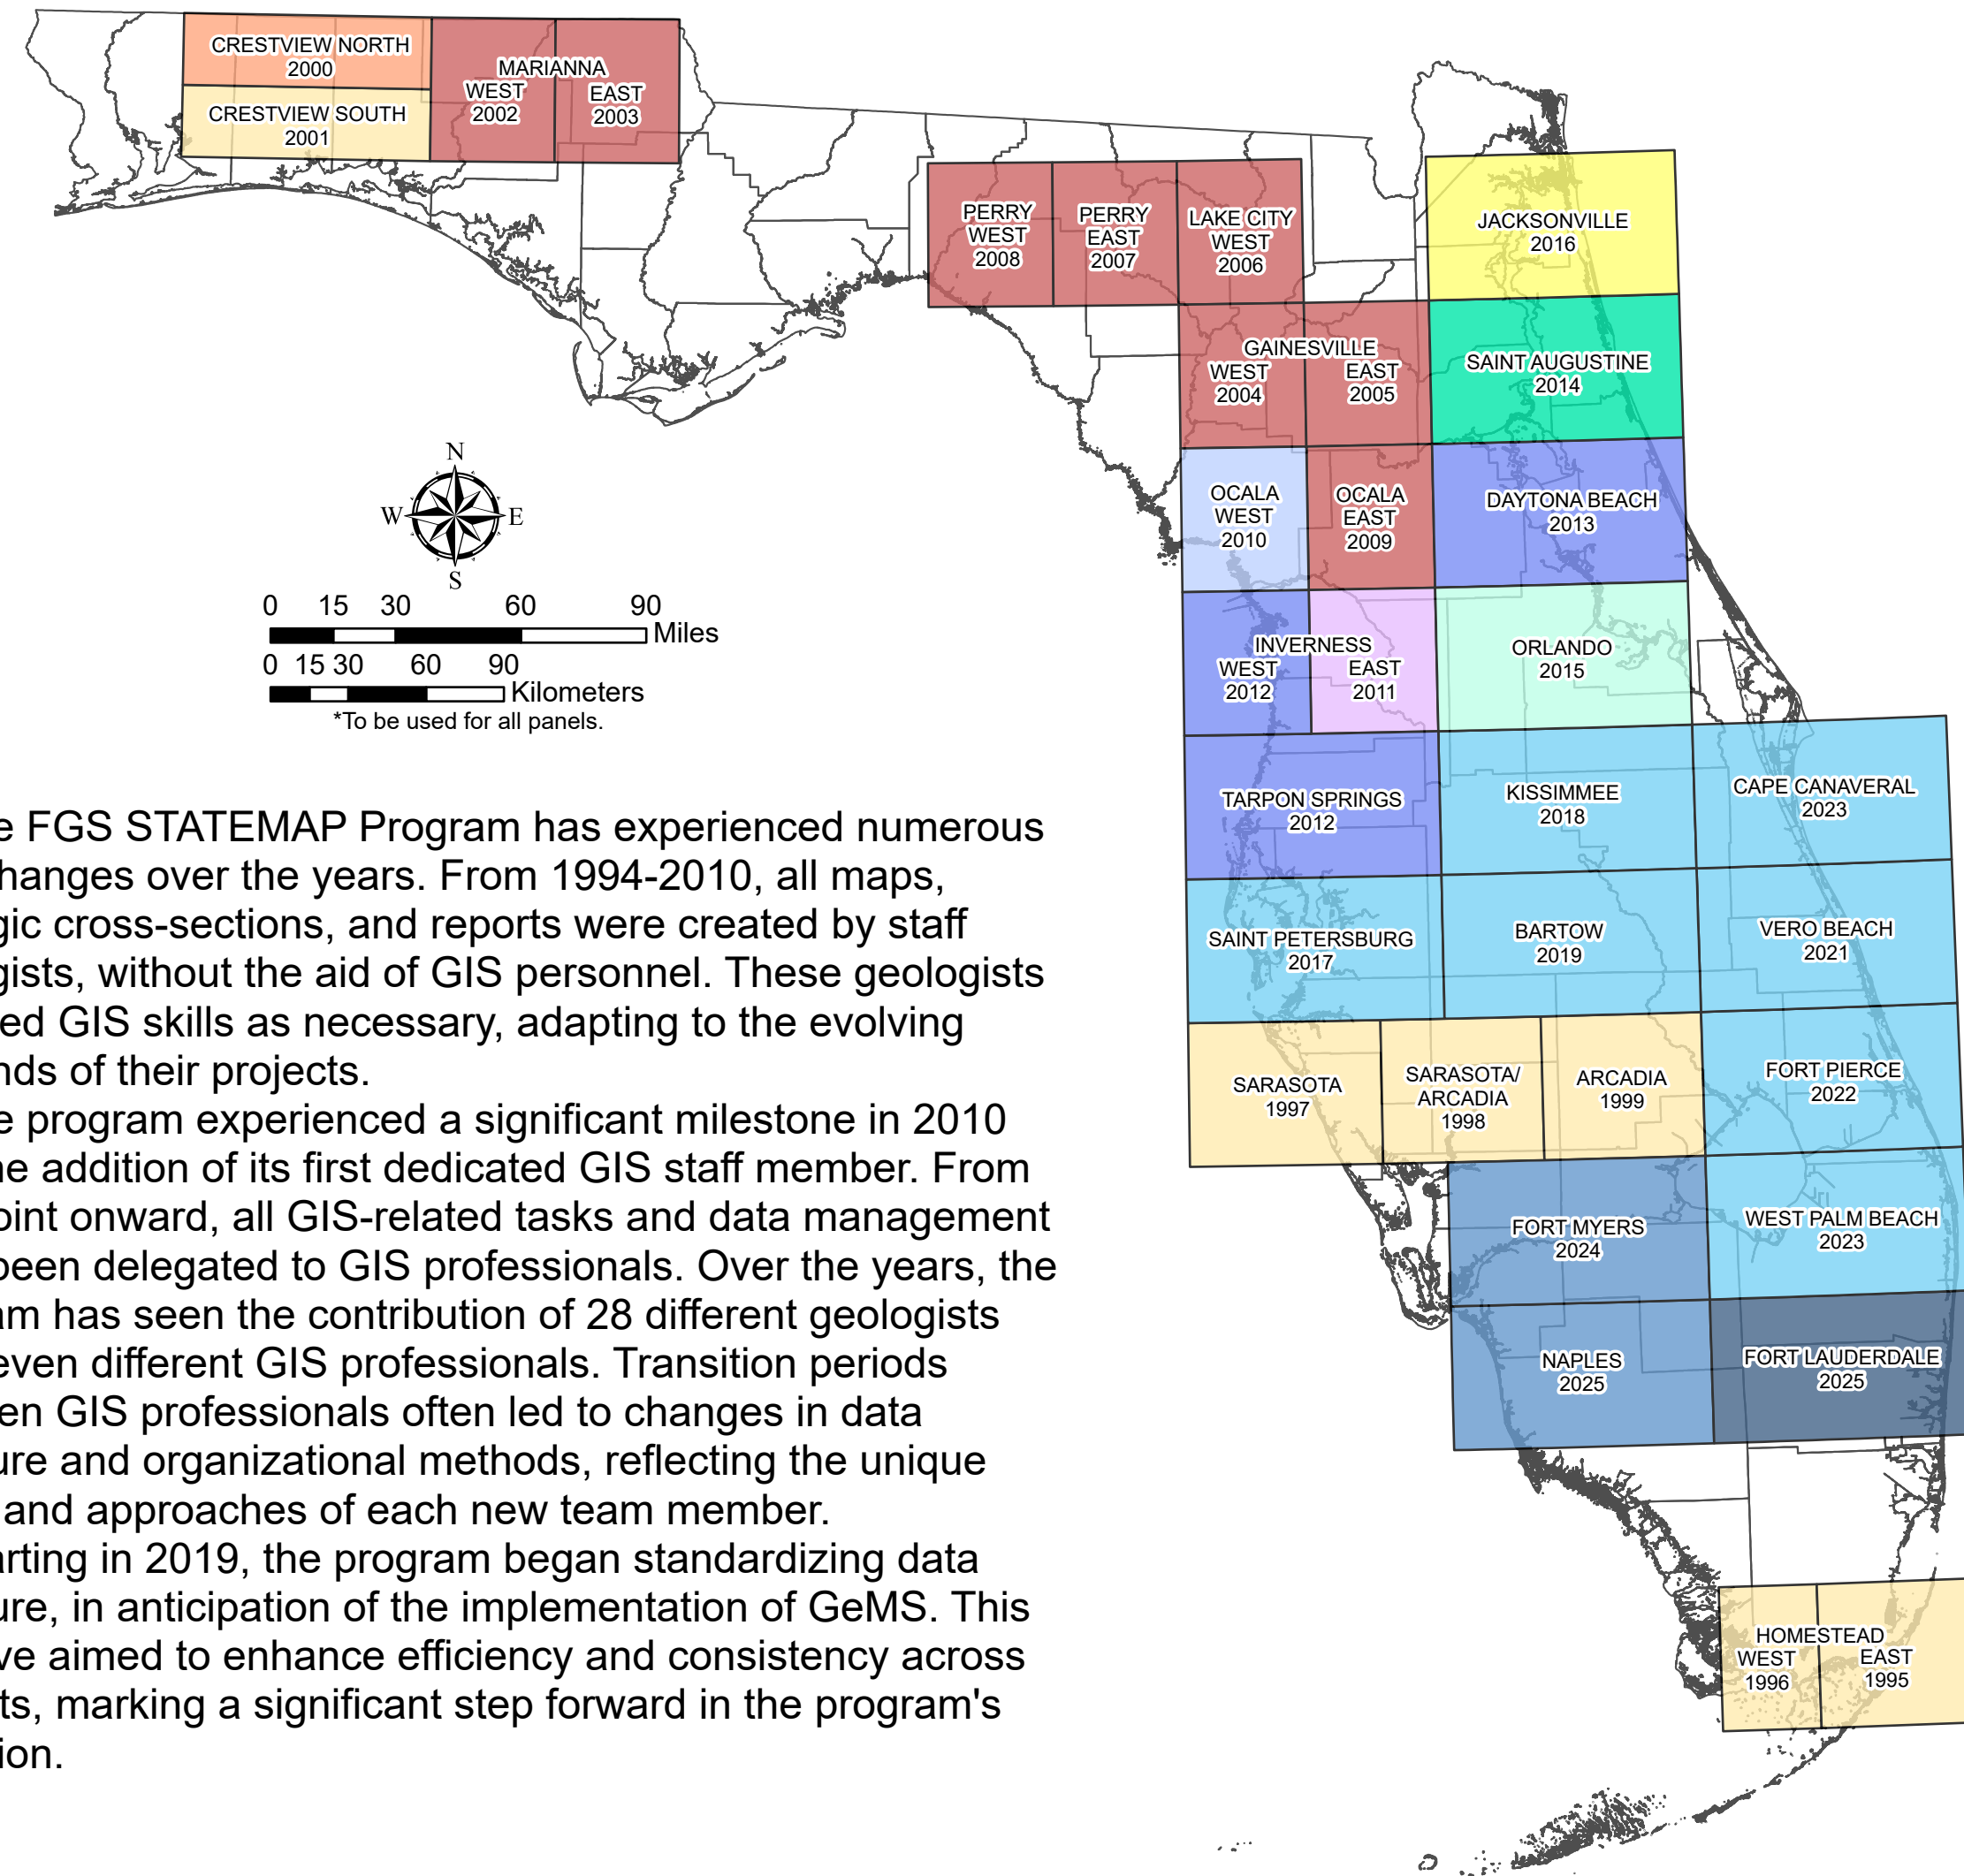 CRESTVIEW NORTH
2000
CRESTVIEW SOUTH
2001
MARIANNA
WEST
2002
EAST
2003
PERRY
WEST
2008
PERRY
EAST
2007
LAKE CITY
WEST
2006
JACKSONVILLE
2016
GAINESVILLE
WEST
2004
EAST
2005
SAINT AUGUSTINE
2014
OCALA
WEST
2010
OCALA
EAST
2009
DAYTONA BEACH
2013
INVERNESS
WEST
2012
EAST
2011
ORLANDO
2015
TARPON SPRINGS
2012
KISSIMMEE
2018
CAPE CANAVERAL
2023
SAINT PETERSBURG
2017
BARTOW
2019
VERO BEACH
2021
SARASOTA
1997
SARASOTA/
ARCADIA
1998
ARCADIA
1999
FORT PIERCE
2022
FORT MYERS
2024
WEST PALM BEACH
2023
NAPLES
2025
FORT LAUDERDALE
2025
HOMESTEAD
WEST
1996
EAST
1995
N
W E
S
0 15 30 60 90
Miles
0 15 30 60 90
Kilometers
*To be used for all panels.
e FGS STATEMAP Program has experienced numerous
hanges over the years. From 1994-2010, all maps,
gic cross-sections, and reports were created by staff
gists, without the aid of GIS personnel. These geologists
ed GIS skills as necessary, adapting to the evolving
nds of their projects.
e program experienced a significant milestone in 2010
ne addition of its first dedicated GIS staff member. From
oint onward, all GIS-related tasks and data management
been delegated to GIS professionals. Over the years, the
am has seen the contribution of 28 different geologists
even different GIS professionals. Transition periods
en GIS professionals often led to changes in data
ure and organizational methods, reflecting the unique
and approaches of each new team member.
arting in 2019, the program began standardizing data
ure, in anticipation of the implementation of GeMS. This
ve aimed to enhance efficiency and consistency across
ts, marking a significant step forward in the program's
ion.